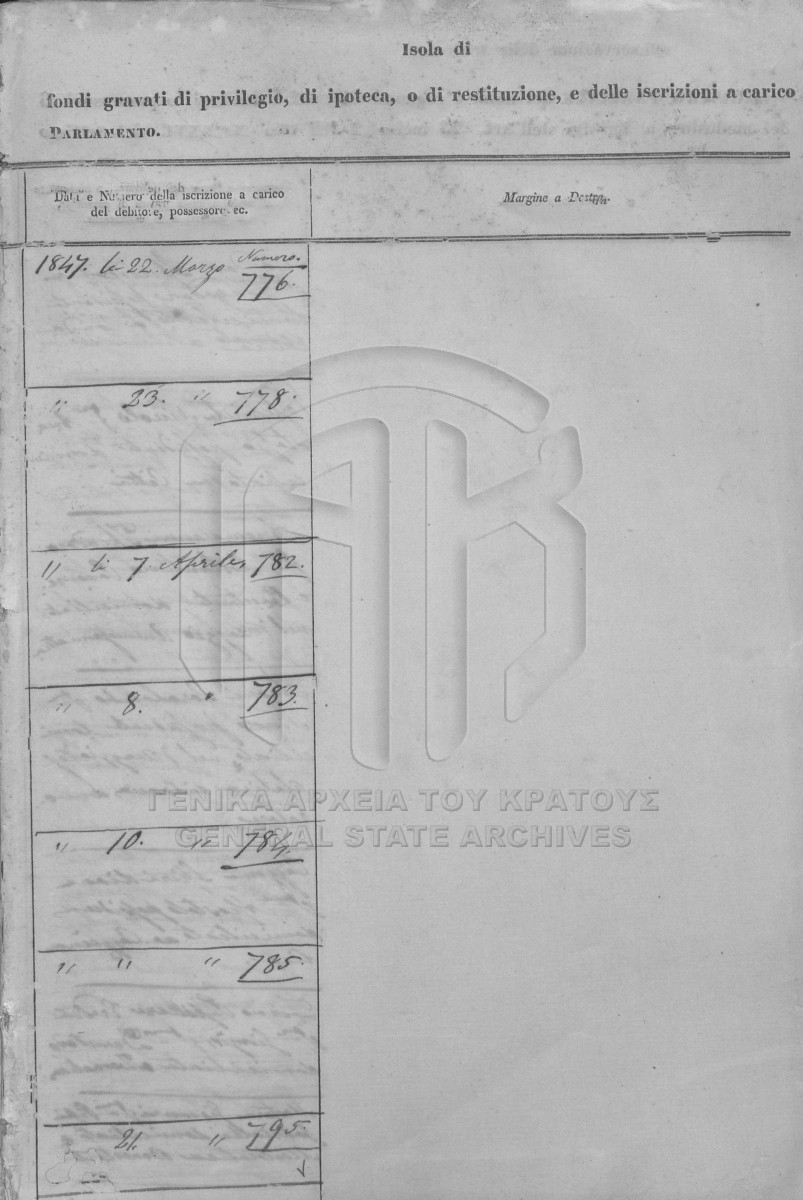 Isola di
fondi gravati di privilegio, di ipoteca, o di restituzione, e delle iscrizioni a carico
PARLAMENTO.
Data e Numero della iscrizione a carico
del debitore, possessore ec.
Margine a Destra.
Numero.
1847. li 22. Marzo 776.
" 23. " 778.
" li 7 Aprile 782.
" 8. " 783.
" 10. " 784.
" " " 785.
21. " 795.
ΓΕΝΙΚΑ ΑΡΧΕΙΑ ΤΟΥ ΚΡΑΤΟΥΣ
GENERAL STATE ARCHIVES